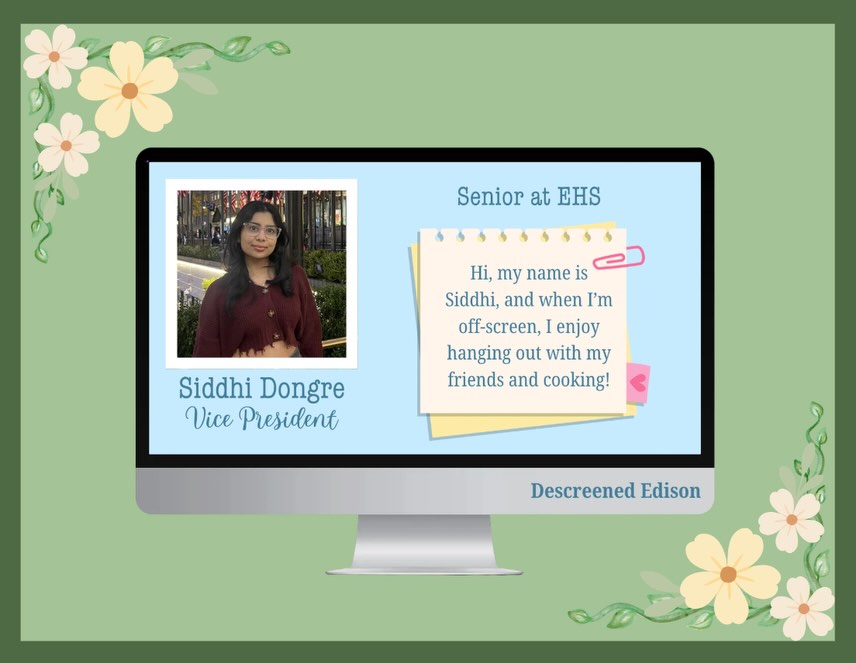 Senior at EHS
Hi, my name is
Siddhi, and when I'm
off-screen, I enjoy
hanging out with my
friends and cooking!
Siddhi Dongre
Vice President
Descreened Edison